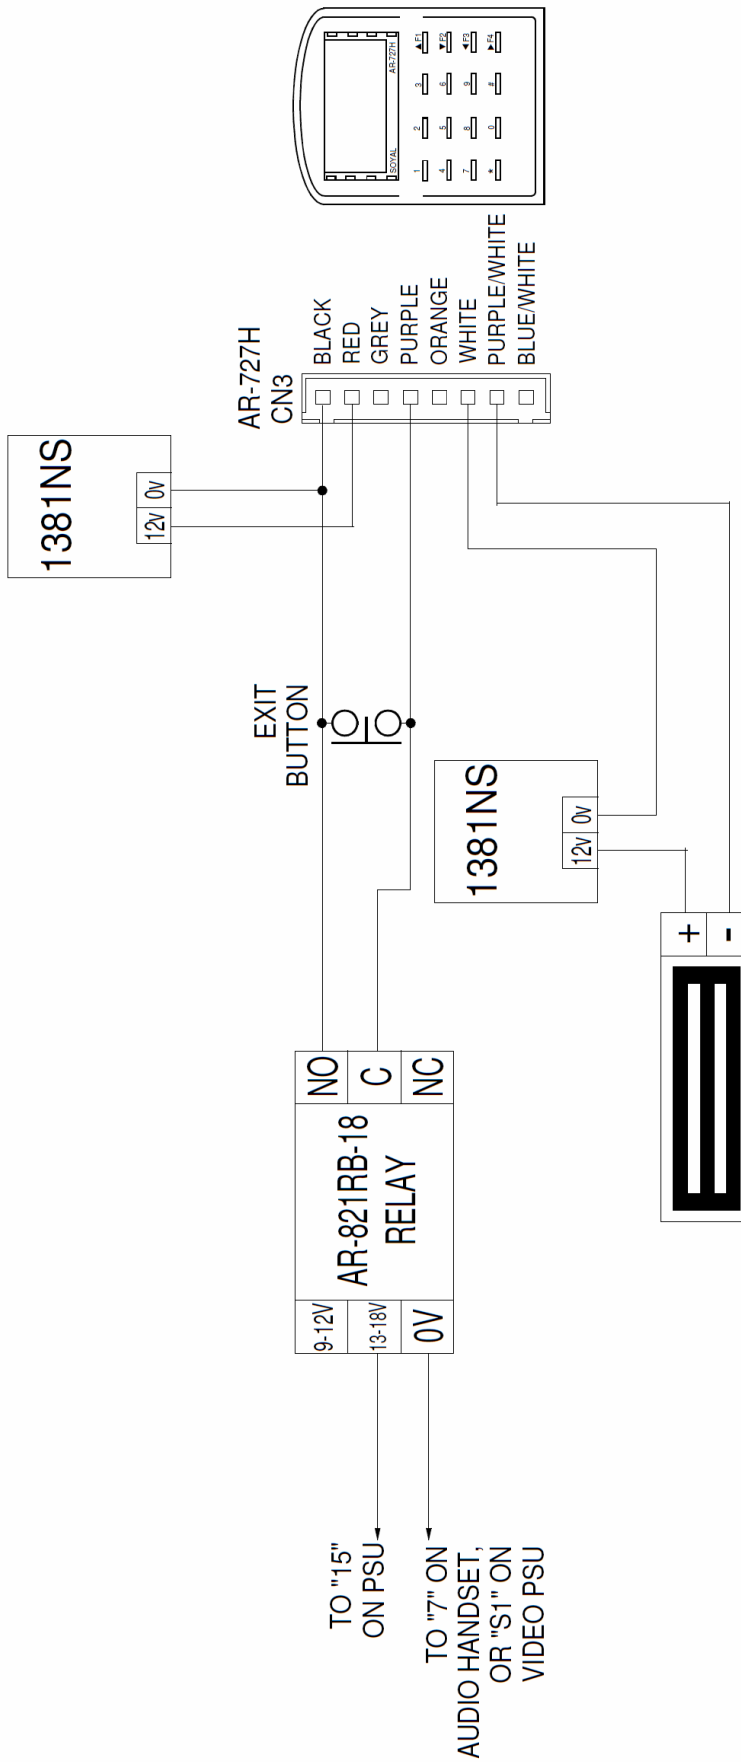 1381NS
12v 0v
AR-727H
CN3
BLACK
RED
GREY
PURPLE
ORANGE
WHITE
PURPLE/WHITE
BLUE/WHITE
SOYAL AR-727H
1 2 3 ▲F1
4 5 6 ▼F2
7 8 9 ◄F3
* 0 # ►F4
EXIT
BUTTON
1381NS
12v 0v
+
-
NO
C
NC
AR-821RB-18
RELAY
9-12V
13-18V
0V
TO "15"
ON PSU
TO "7" ON
AUDIO HANDSET,
OR "S1" ON
VIDEO PSU